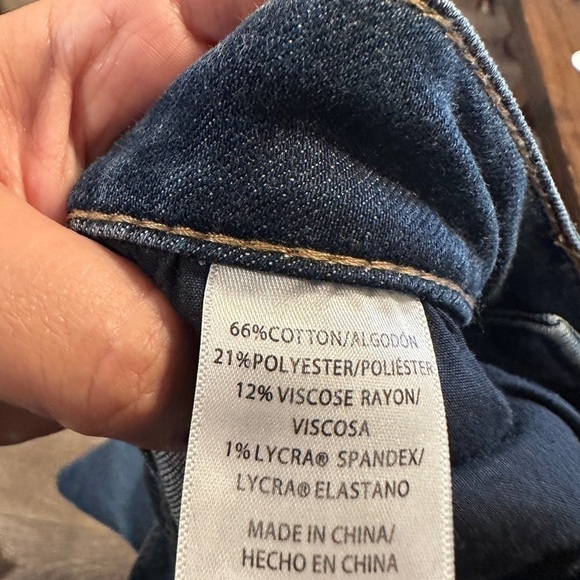 66%COTTON/ALGODÓN
21%POLYESTER/POLIÉSTER
12% VISCOSE RAYON/
VISCOSA
1% LYCRA® SPANDEX/
LYCRA® ELASTANO
MADE IN CHINA/
HECHO EN CHINA